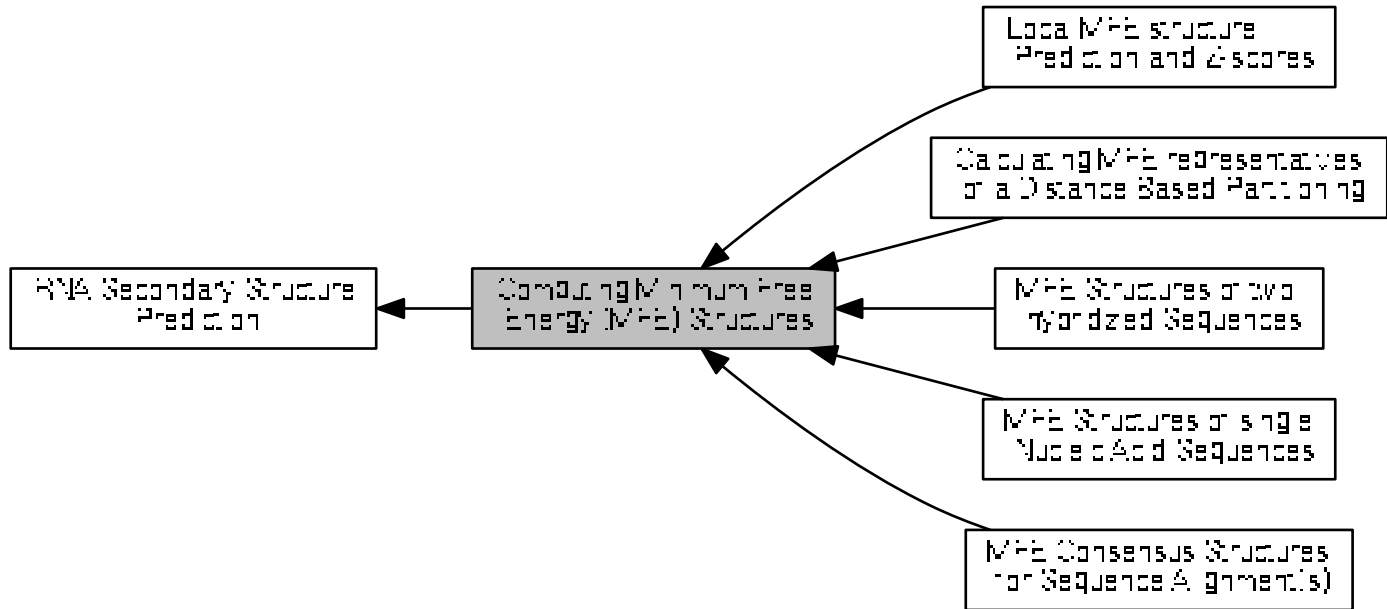 Local MFE structure
Prediction and Z-scores
Calculating MFE representatives
of a Distance Based Partitioning
RNA Secondary Structure
Prediction
Computing Minimum Free
Energy (MFE) Structures
MFE Structures of two
hybridized Sequences
MFE Structures of single
Nucleic Acid Sequences
MFE Consensus Structures
for Sequence Alignment(s)